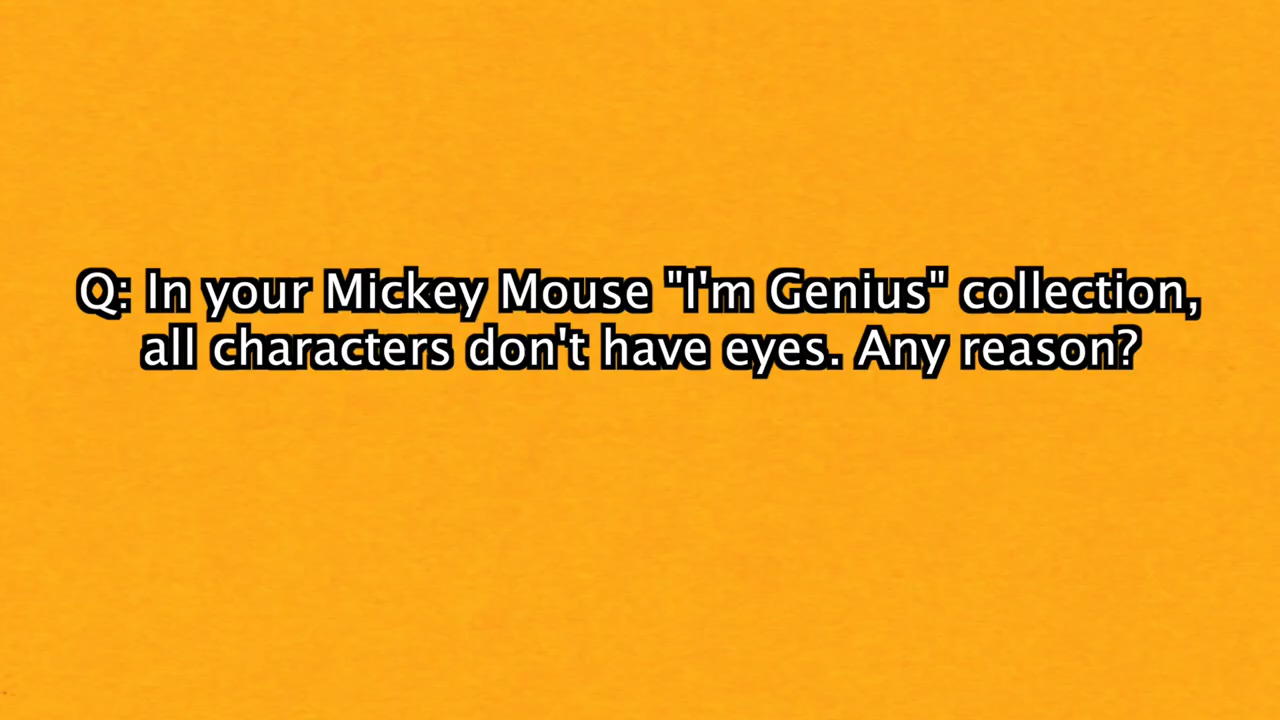 Q: In your Mickey Mouse "I'm Genius" collection,
all characters don't have eyes. Any reason?